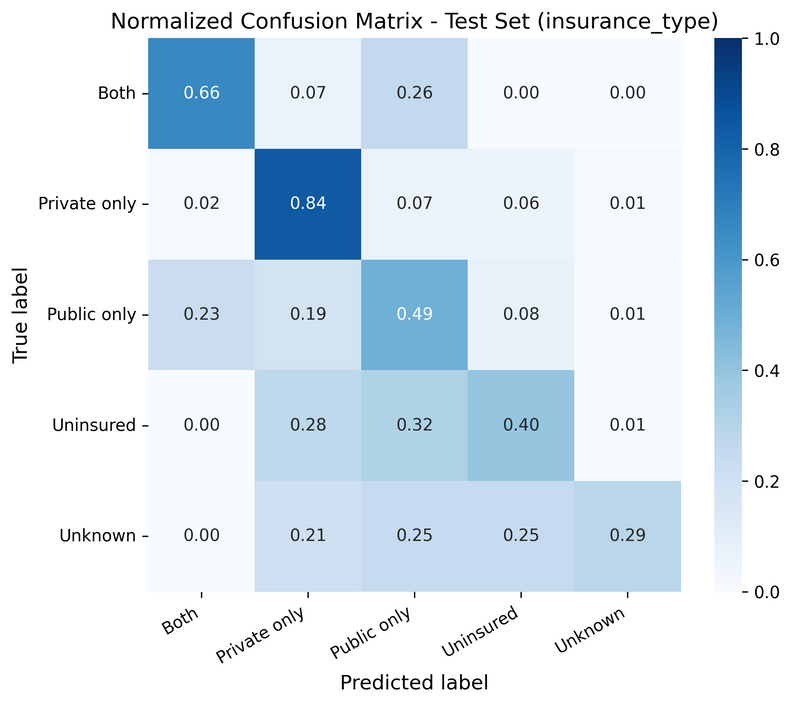 Normalized Confusion Matrix - Test Set (insurance_type)
1.0
Both 0.66 0.07 0.26 0.00 0.00
0.8
Private only 0.02 0.84 0.07 0.06 0.01
0.6
True label
Public only 0.23 0.19 0.49 0.08 0.01
0.4
Uninsured 0.00 0.28 0.32 0.40 0.01
0.2
Unknown 0.00 0.21 0.25 0.25 0.29
0.0
Both Private only Public only Uninsured Unknown
Predicted label